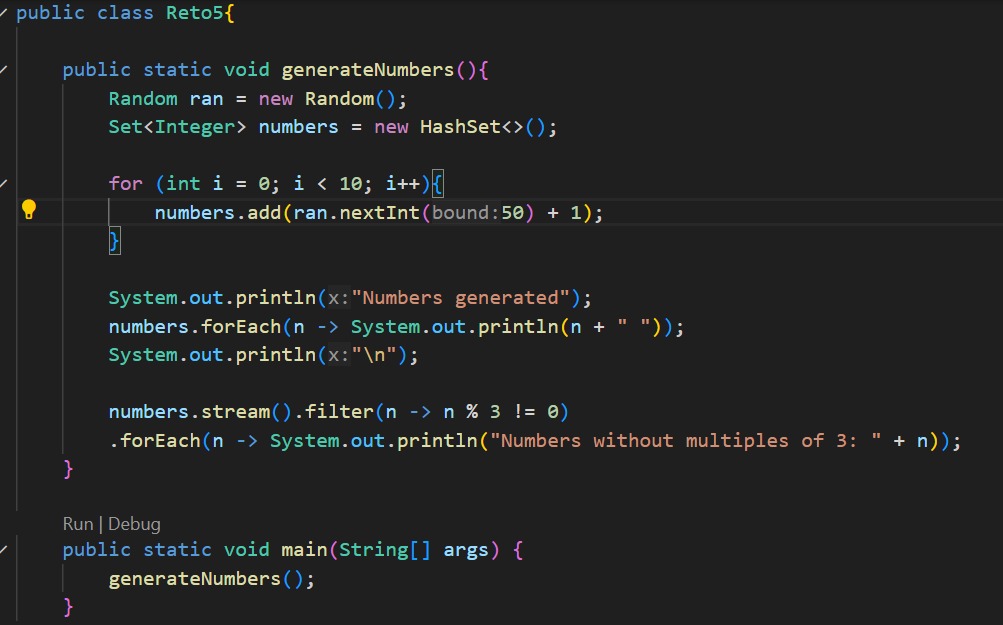 public class Reto5{
public static void generateNumbers(){
Random ran = new Random();
Set<Integer> numbers = new HashSet<>();
for (int i = 0; i < 10; i++){
numbers.add(ran.nextInt(bound:50) + 1);
}
System.out.println(x:"Numbers generated");
numbers.forEach(n -> System.out.println(n + " "));
System.out.println(x:"\n");
numbers.stream().filter(n -> n % 3 != 0)
.forEach(n -> System.out.println("Numbers without multiples of 3: " + n));
}
Run | Debug
public static void main(String[] args) {
generateNumbers();
}